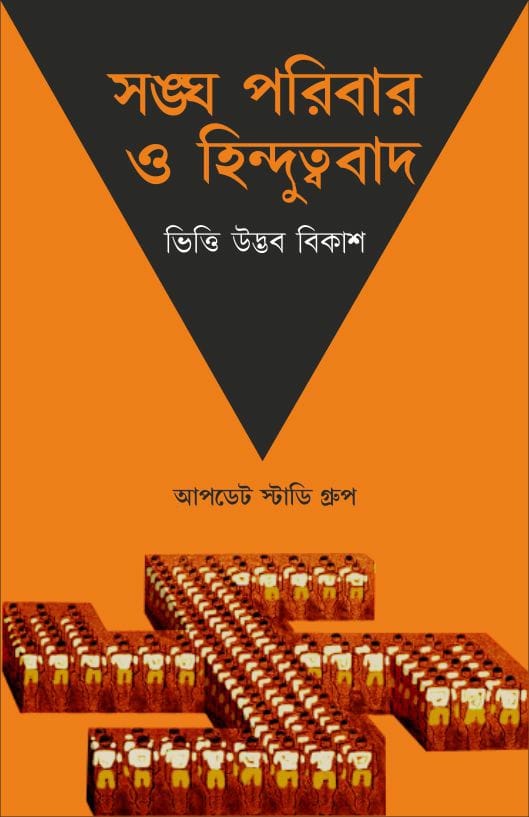 সঙ্ঘ পরিবার
ও হিন্দুত্ববাদ
ভিত্তি উদ্ভব বিকাশ
আপডেট স্টাডি গ্রুপ